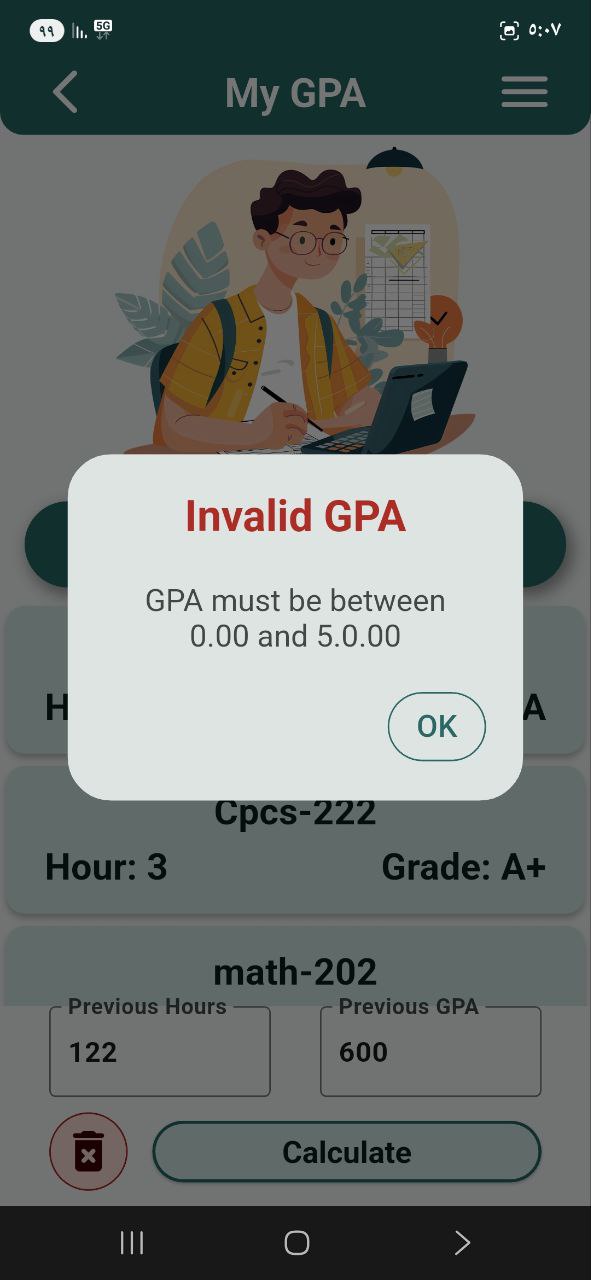 ٩٩ 5G ٥:٠٧
My GPA
Invalid GPA
GPA must be between
0.00 and 5.0.00
OK
H A
Cpcs-222
Hour: 3 Grade: A+
math-202
Previous Hours Previous GPA
122 600
Calculate